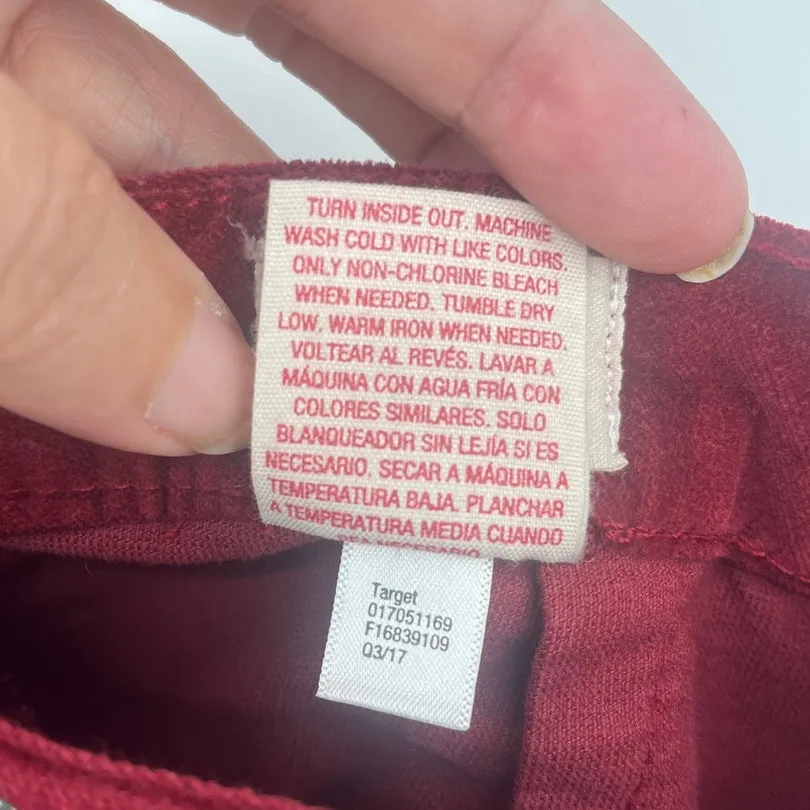 TURN INSIDE OUT. MACHINE
WASH COLD WITH LIKE COLORS.
ONLY NON-CHLORINE BLEACH
WHEN NEEDED. TUMBLE DRY
LOW. WARM IRON WHEN NEEDED.
VOLTEAR AL REVÉS. LAVAR A
MÁQUINA CON AGUA FRÍA CON
COLORES SIMILARES. SOLO
BLANQUEADOR SIN LEJÍA SI ES
NECESARIO. SECAR A MÁQUINA A
TEMPERATURA BAJA. PLANCHAR
A TEMPERATURA MEDIA CUANDO
NECESARIO
Target
017051169
F16839109
Q3/17